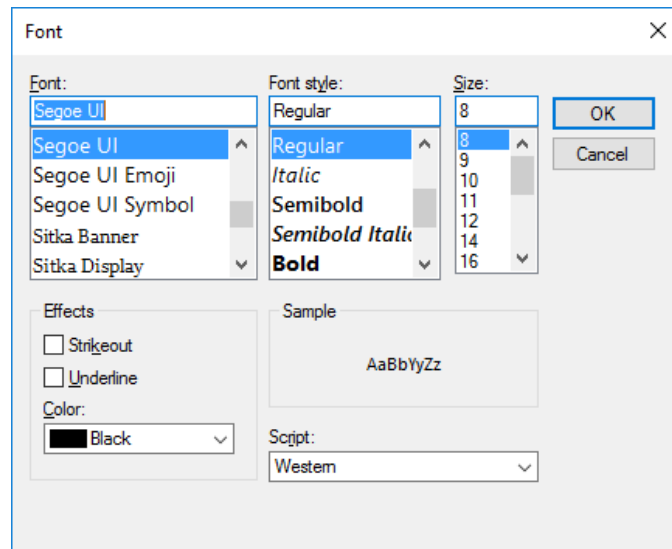 Font
Font:
Segoe UI
Segoe UI
Segoe UI Emoji
Segoe UI Symbol
Sitka Banner
Sitka Display
Font style:
Regular
Regular
Italic
Semibold
Semibold Italic
Bold
Size:
8
8
9
10
11
12
14
16
OK
Cancel
Effects
Strikeout
Underline
Color:
Black
Sample
AaBbYyZz
Script:
Western